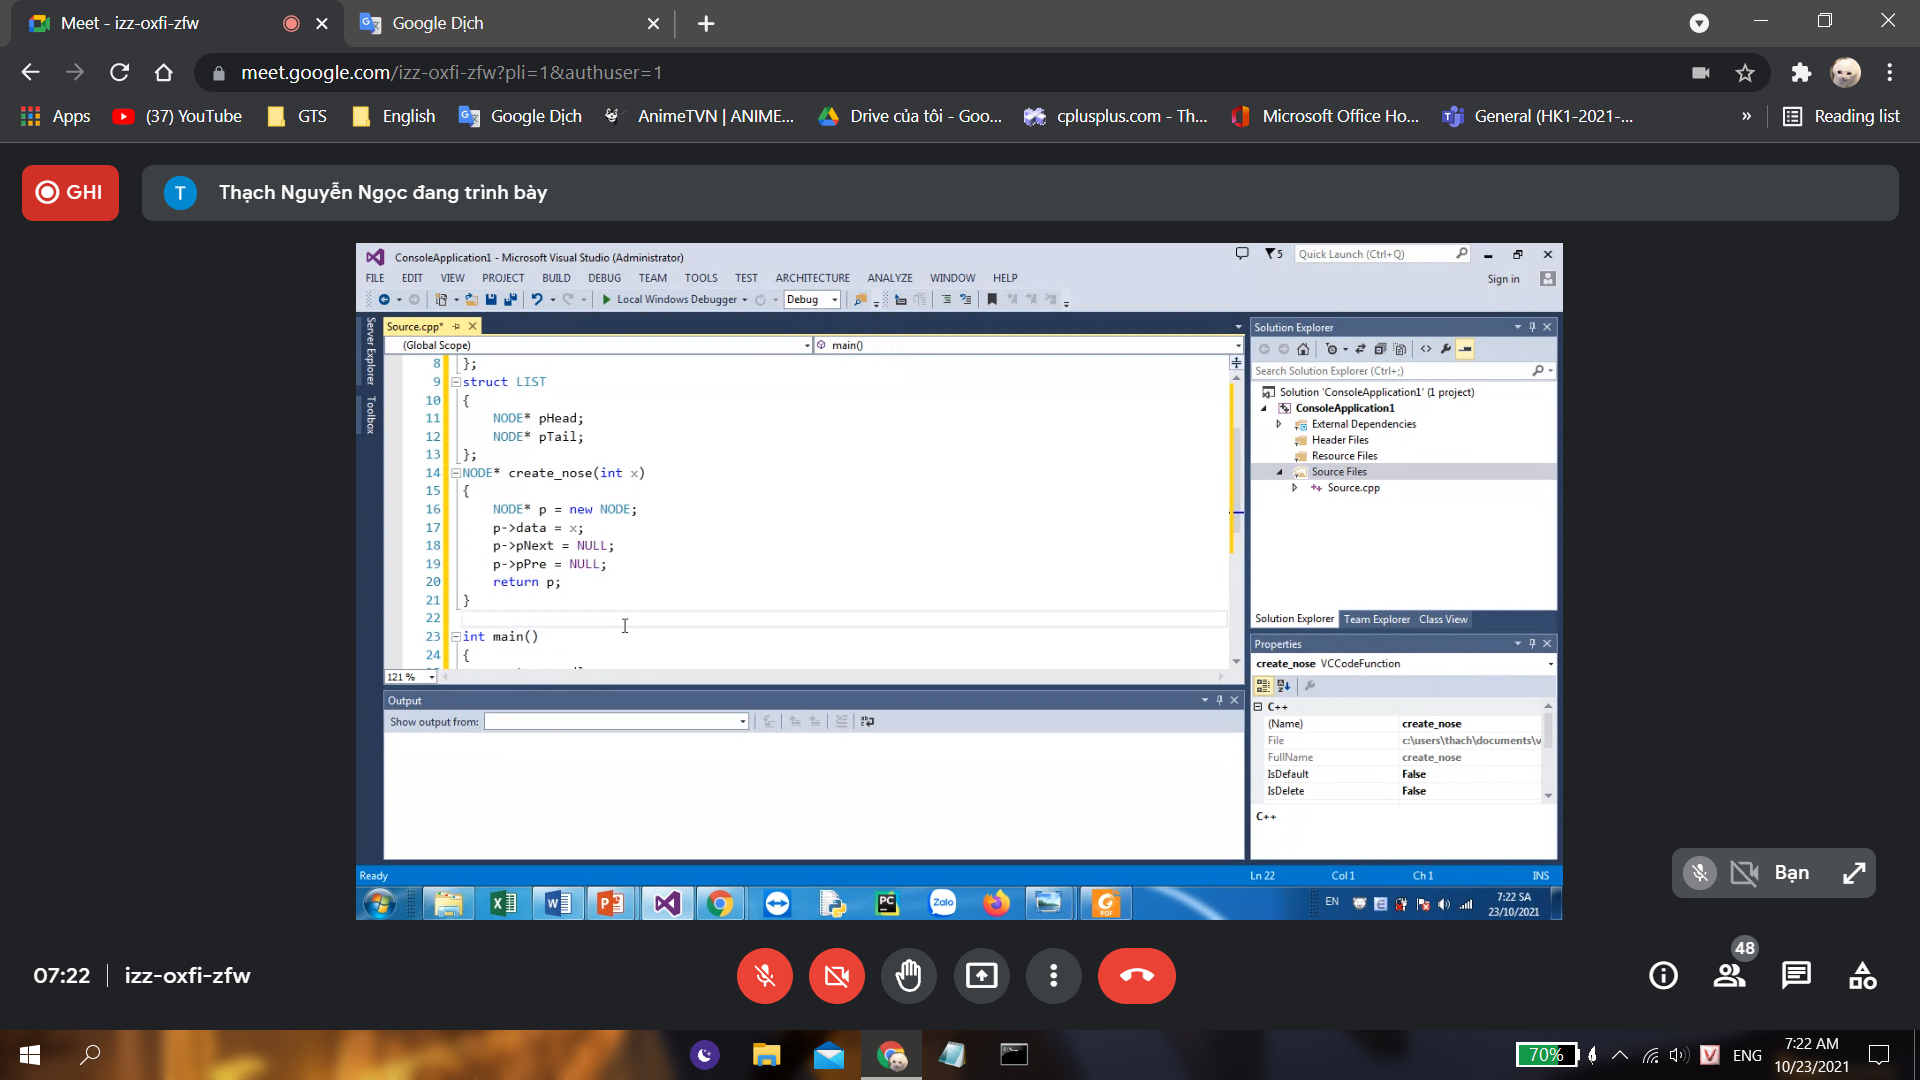 Meet - izz-oxfi-zfw
Google Dịch
meet.google.com/izz-oxfi-zfw?pli=1&authuser=1
Apps
(37) YouTube
GTS
English
Google Dịch
AnimeTVN | ANIME...
Drive của tôi - Goo...
cplusplus.com - Th...
Microsoft Office Ho...
General (HK1-2021-...
»
Reading list
GHI
T
Thạch Nguyễn Ngọc đang trình bày
ConsoleApplication1 - Microsoft Visual Studio (Administrator)
5
Quick Launch (Ctrl+Q)
FILE EDIT VIEW PROJECT BUILD DEBUG TEAM TOOLS TEST ARCHITECTURE ANALYZE WINDOW HELP
Sign in
Local Windows Debugger
Debug
Server Explorer
Toolbox
Source.cpp*
(Global Scope)
main()
8 };
9 struct LIST
10 {
11 NODE* pHead;
12 NODE* pTail;
13 };
14 NODE* create_nose(int x)
15 {
16 NODE* p = new NODE;
17 p->data = x;
18 p->pNext = NULL;
19 p->pPre = NULL;
20 return p;
21 }
22
23 int main()
24 {
121 %
Output
Show output from:
Solution Explorer
Search Solution Explorer (Ctrl+;)
Solution 'ConsoleApplication1' (1 project)
ConsoleApplication1
External Dependencies
Header Files
Resource Files
Source Files
Source.cpp
Solution Explorer Team Explorer Class View
Properties
create_nose VCCodeFunction
C++
(Name) create_nose
File c:\users\thach\documents\v
FullName create_nose
IsDefault False
IsDelete False
C++
Ready
Ln 22
Col 1
Ch 1
INS
Zalo
PC
PDF
EN
7:22 SA
23/10/2021
Bạn
07:22
izz-oxfi-zfw
48
70%
ENG
7:22 AM
10/23/2021